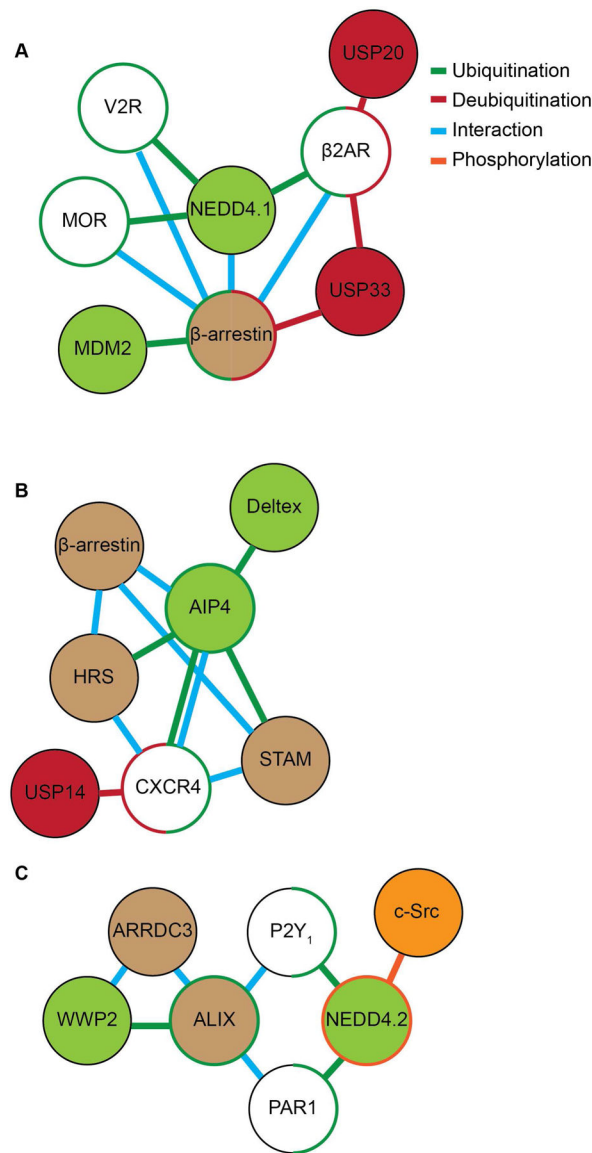 A
USP20
Ubiquitination
Deubiquitination
Interaction
Phosphorylation
V2R
β2AR
NEDD4.1
MOR
USP33
β-arrestin
MDM2
B
Deltex
β-arrestin
AIP4
HRS
STAM
USP14
CXCR4
C
c-Src
ARRDC3
P2Y₁
WWP2
ALIX
NEDD4.2
PAR1